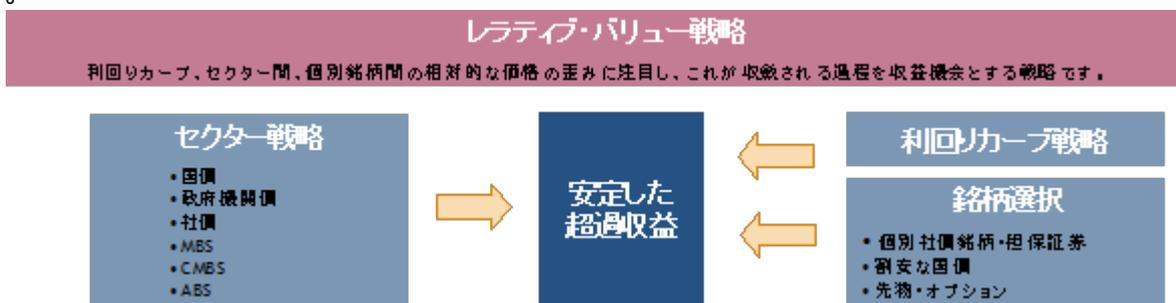 レラティブ・バリュー戦略
利回りカーブ、セクター間、個別銘柄間の相対的な価格の歪みに注目し、これが収斂される過程を収益機会とする戦略です。
セクター戦略
•国債
•政府機関債
•社債
•MBS
•CMBS
•ABS
安定した
超過収益
利回りカーブ戦略
銘柄選択
• 個別社債銘柄・担保証券
• 割安な国債
• 先物・オプション